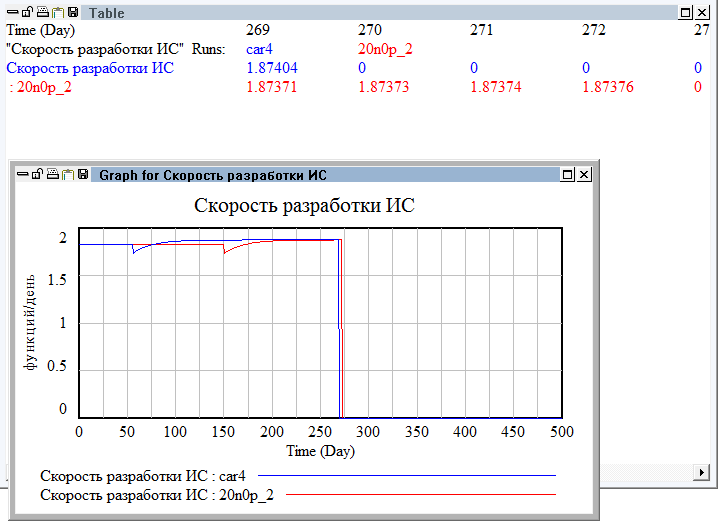 Table
Time (Day) 269 270 271 272 27
"Скорость разработки ИС" Runs: car4 20n0p_2
Скорость разработки ИС 1.87404 0 0 0 0
: 20n0p_2 1.87371 1.87373 1.87374 1.87376 0
Graph for Скорость разработки ИС
Скорость разработки ИС
функций/день
2
1.5
1
0.5
0
0 50 100 150 200 250 300 350 400 450 500
Time (Day)
Скорость разработки ИС : car4
Скорость разработки ИС : 20n0p_2